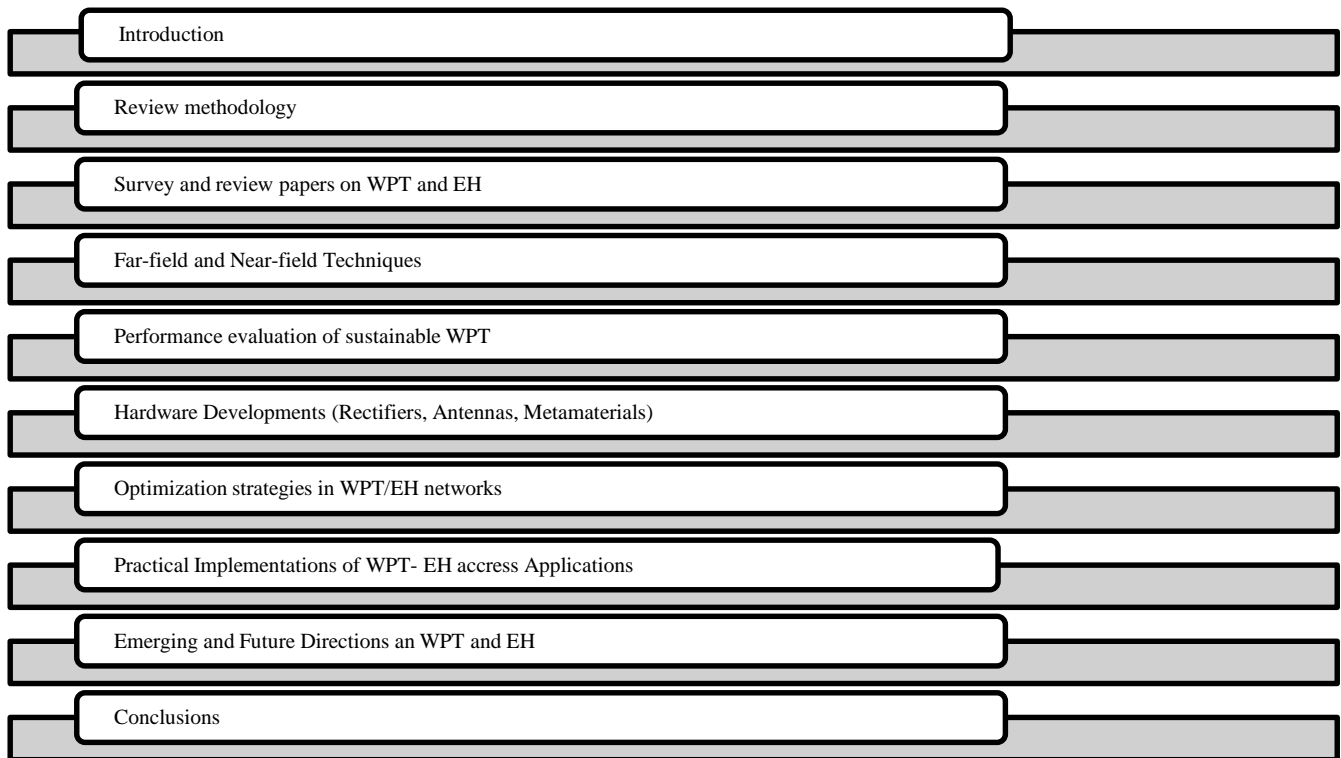 Introduction
Review methodology
Survey and review papers on WPT and EH
Far-field and Near-field Techniques
Performance evaluation of sustainable WPT
Hardware Developments (Rectifiers, Antennas, Metamaterials)
Optimization strategies in WPT/EH networks
Practical Implementations of WPT- EH accress Applications
Emerging and Future Directions an WPT and EH
Conclusions